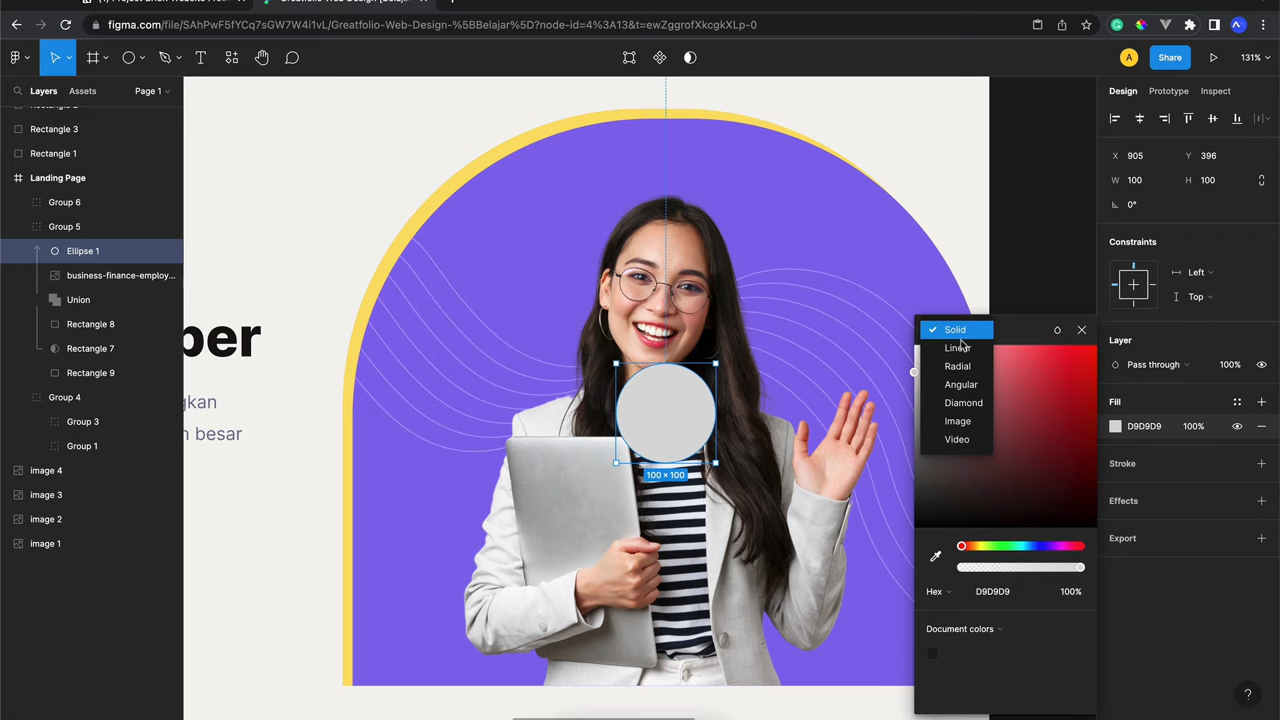 figma.com/file/SAhPwF5fYCq7sGW7W4i1vL/Greatfolio-Web-Design-%5BBelajar%5D?node-id=4%3A13&t=ewZggrofXkcgkXLp-0
A
Share
131%
Layers
Assets
Page 1
Design
Prototype
Inspect
Rectangle 3
Rectangle 1
Landing Page
Group 6
Group 5
Ellipse 1
business-finance-employ...
Union
Rectangle 8
Rectangle 7
Rectangle 9
Group 4
Group 3
Group 1
image 4
image 3
image 2
image 1
per
gkan
n besar
100 × 100
Solid
Linear
Radial
Angular
Diamond
Image
Video
Hex
D9D9D9
100%
Document colors
X 905
Y 396
W 100
H 100
0°
Constraints
Left
Top
Layer
Pass through
100%
Fill
D9D9D9
100%
Stroke
Effects
Export
?